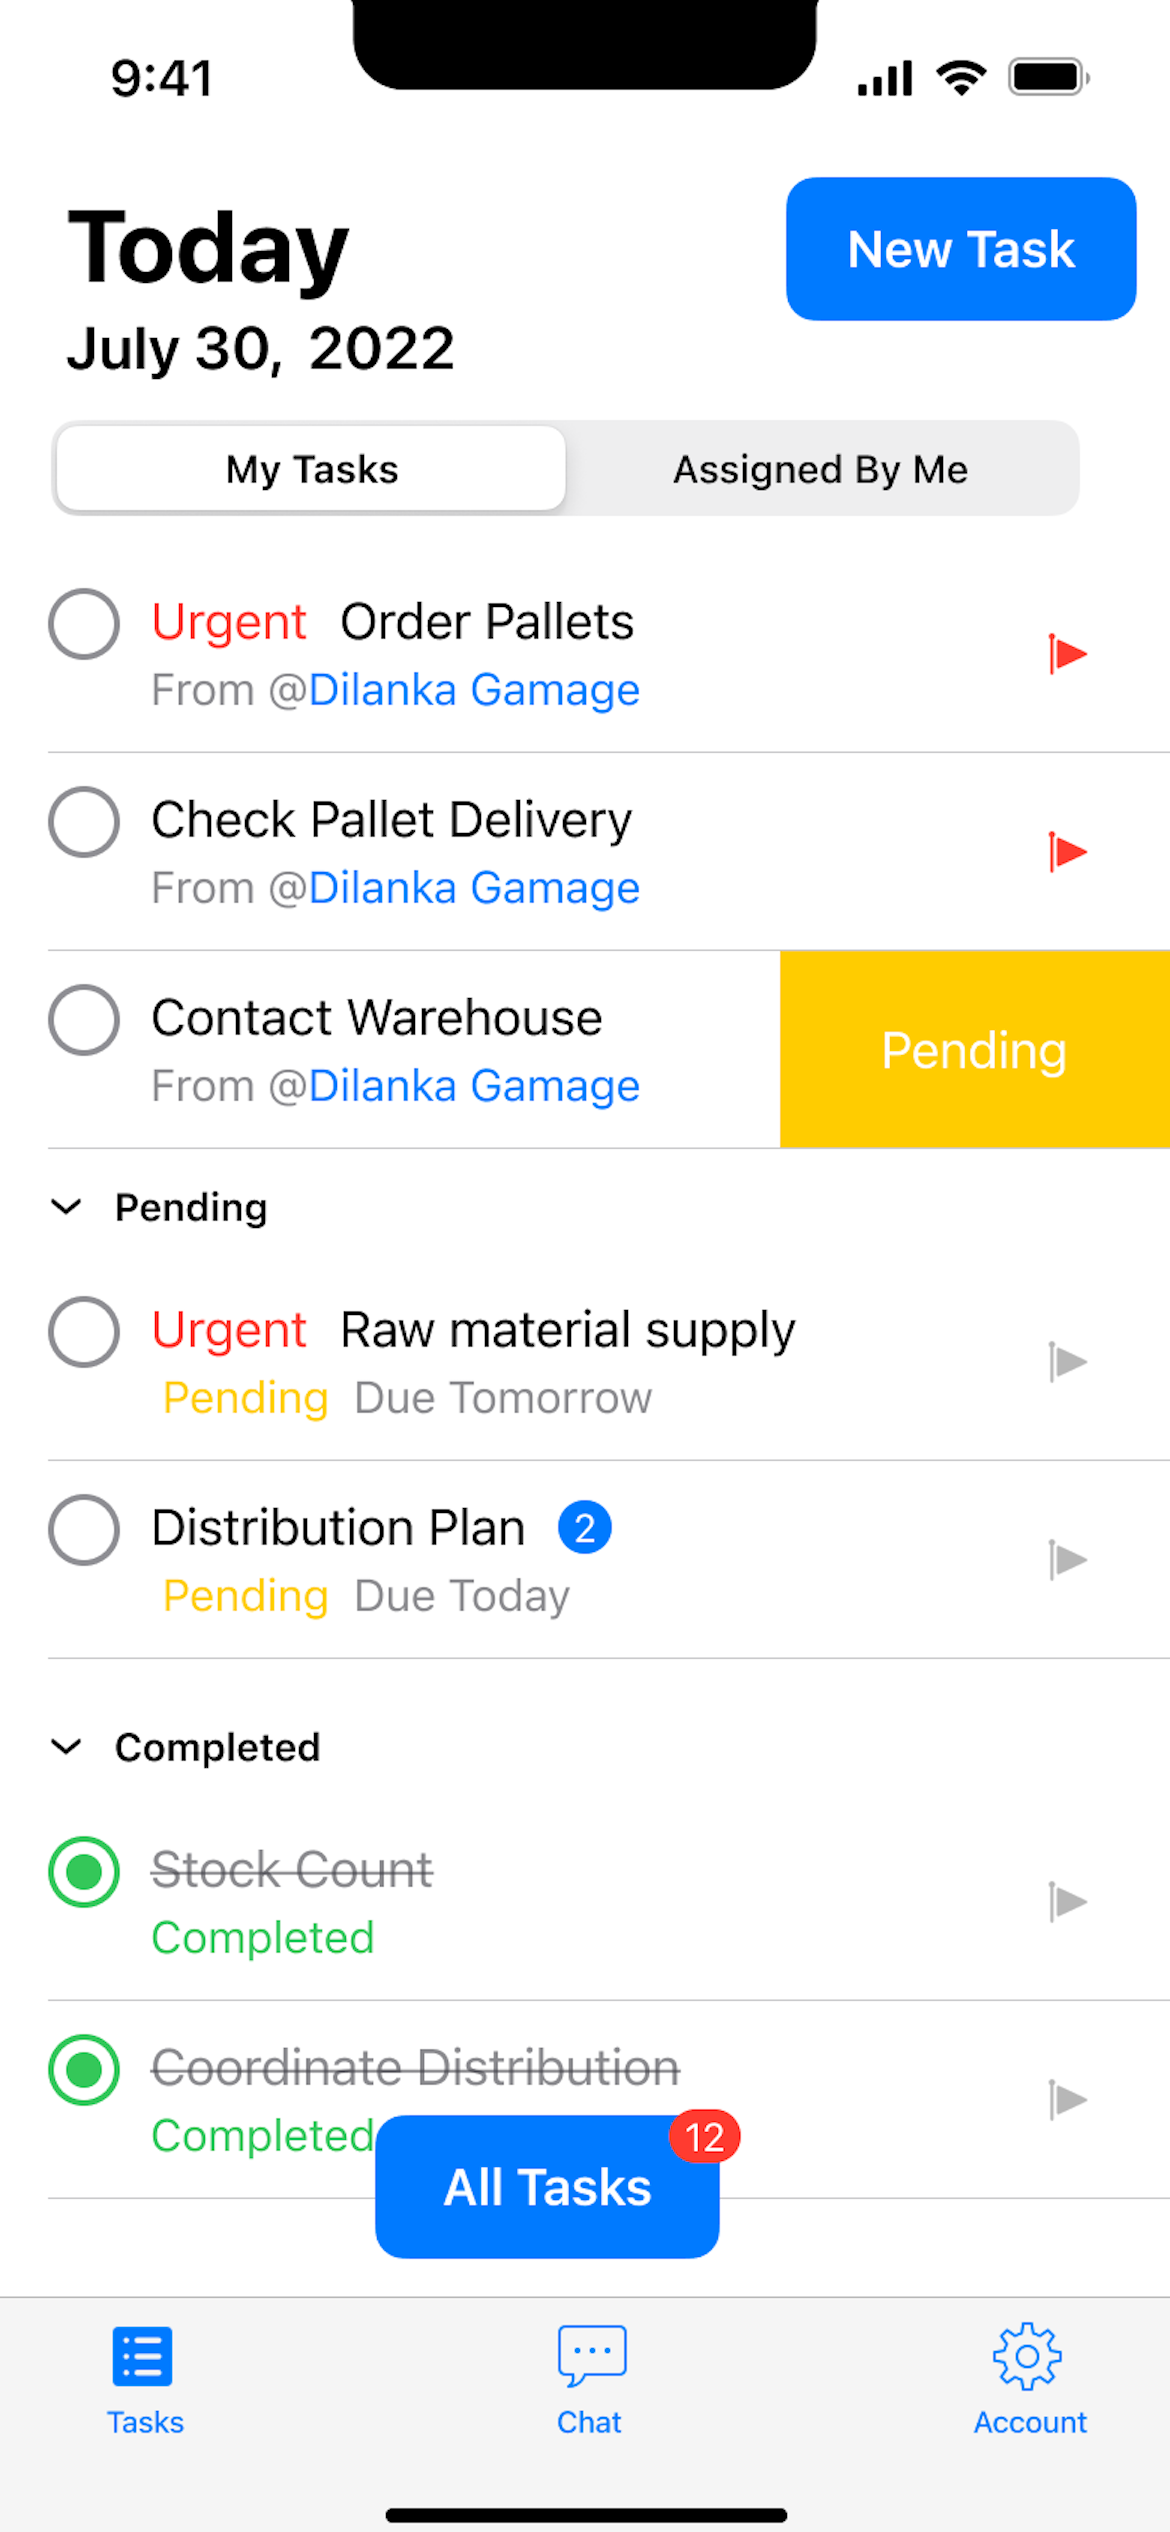 9:41
Today
New Task
July 30, 2022
My Tasks
Assigned By Me
Urgent Order Pallets
From @Dilanka Gamage
Check Pallet Delivery
From @Dilanka Gamage
Contact Warehouse
From @Dilanka Gamage
Pending
Pending
Urgent Raw material supply
Pending Due Tomorrow
Distribution Plan 2
Pending Due Today
Completed
Stock Count
Completed
Coordinate Distribution
Completed
12
All Tasks
Tasks
Chat
Account